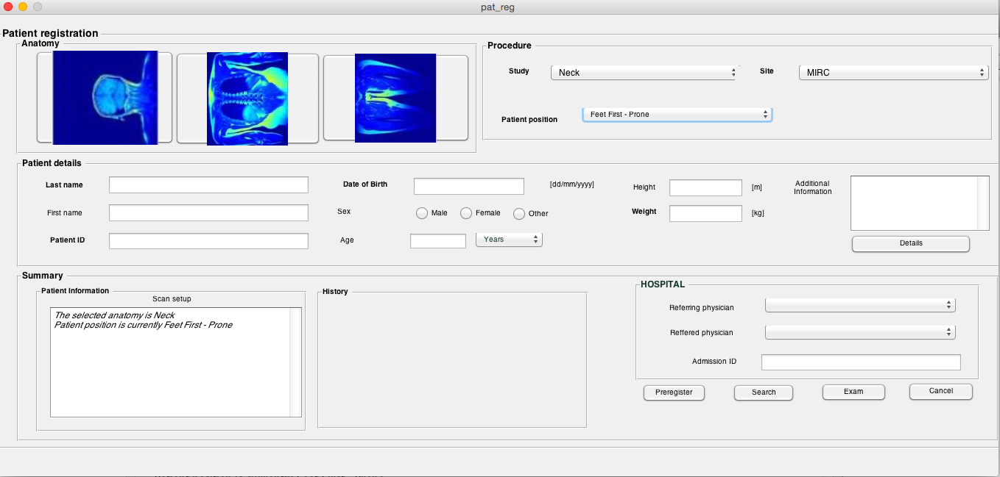 pat_reg
Patient registration
Anatomy
Procedure
Study
Neck
Site
MIRC
Patient position
Feet First - Prone
Patient details
Last name
First name
Patient ID
Date of Birth
[dd/mm/yyyy]
Sex
Male
Female
Other
Age
Years
Height
[m]
Weight
[kg]
Additional
Information
Details
Summary
Patient Information
Scan setup
The selected anatomy is Neck
Patient position is currently Feet First - Prone
History
HOSPITAL
Referring physician
Reffered physician
Admission ID
Preregister
Search
Exam
Cancel